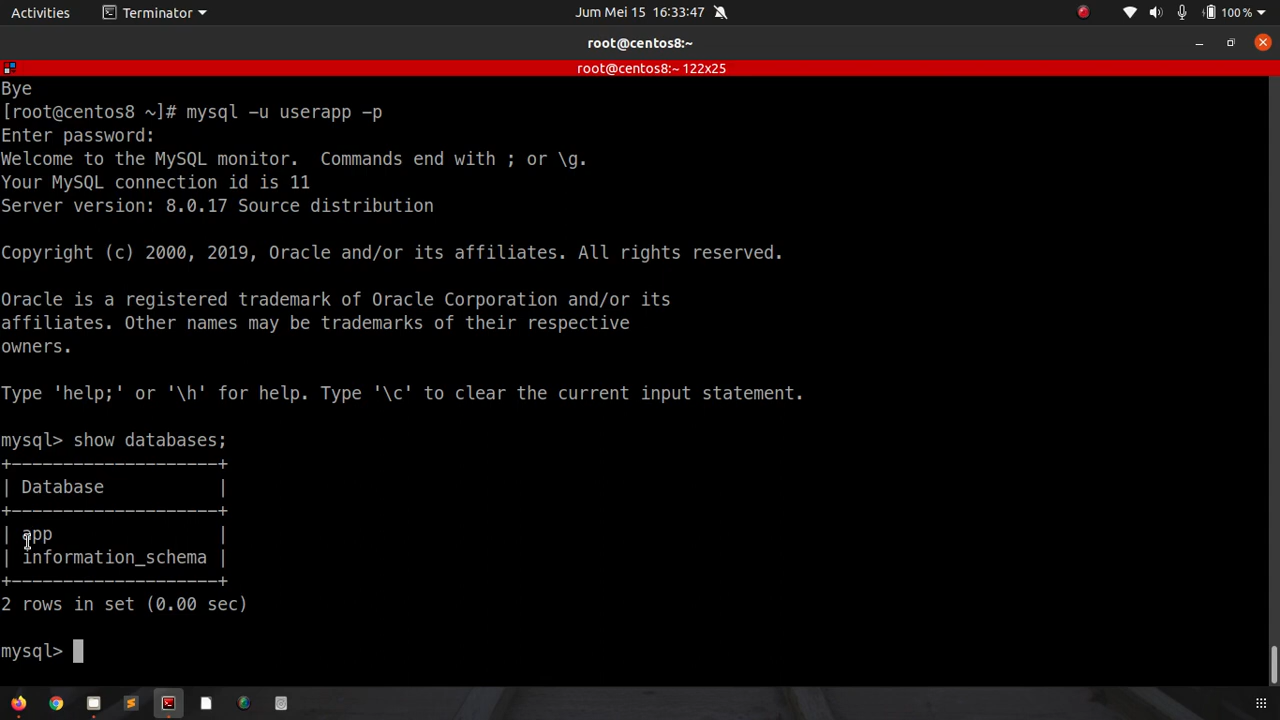 Activities Terminator Jum Mei 15 16:33:47 100 %
root@centos8:~
root@centos8:~ 122x25
Bye
[root@centos8 ~]# mysql -u userapp -p
Enter password:
Welcome to the MySQL monitor.  Commands end with ; or \g.
Your MySQL connection id is 11
Server version: 8.0.17 Source distribution
Copyright (c) 2000, 2019, Oracle and/or its affiliates. All rights reserved.
Oracle is a registered trademark of Oracle Corporation and/or its
affiliates. Other names may be trademarks of their respective
owners.
Type 'help;' or '\h' for help. Type '\c' to clear the current input statement.
mysql> show databases;
+--------------------+
| Database           |
+--------------------+
| app                |
| information_schema |
+--------------------+
2 rows in set (0.00 sec)
mysql>